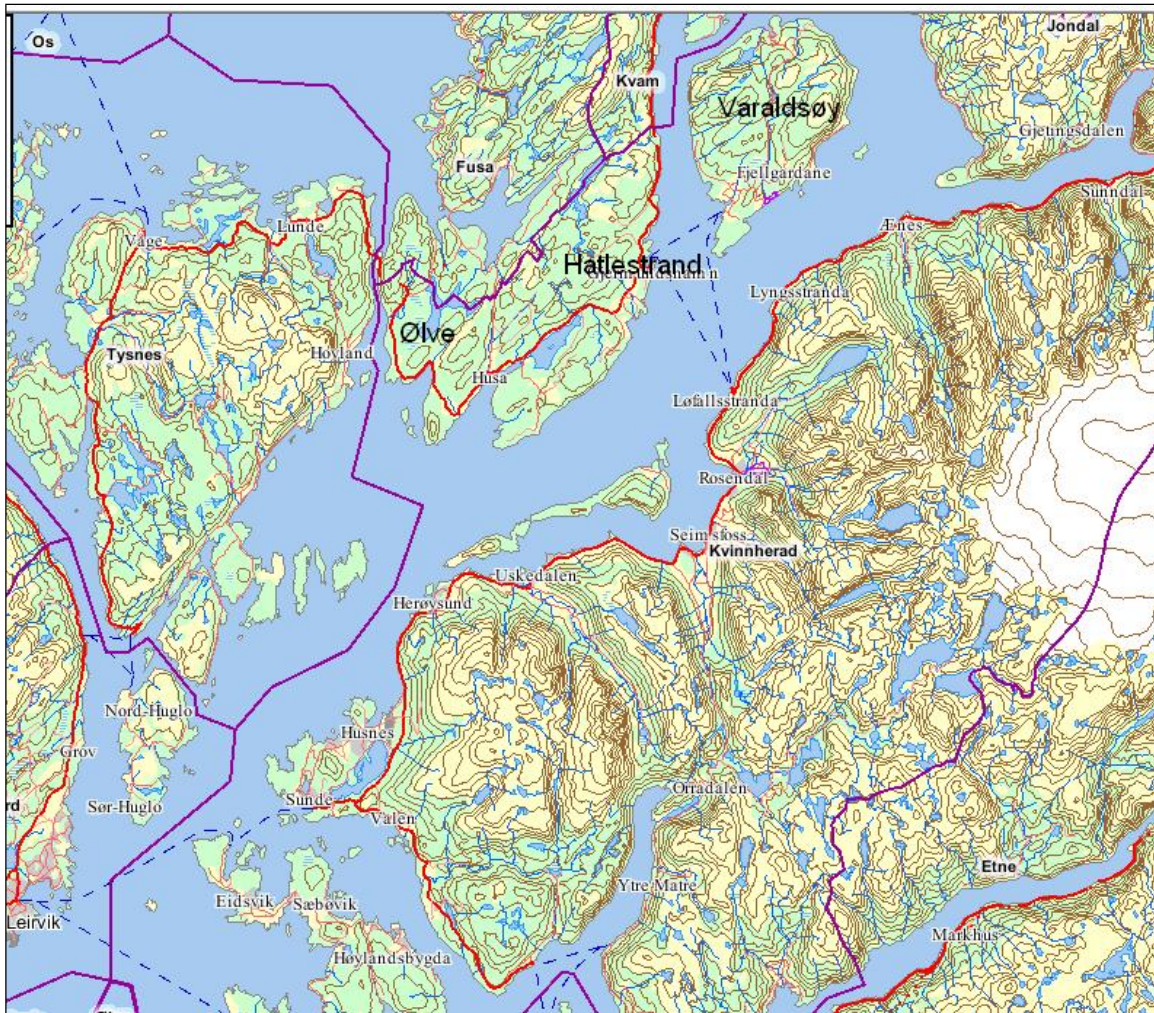 Os
Jondal
Kvam
Varaldsøy
Gjetingsdalen
Fusa
Fjellgardane
Sunndal
Våge
Lunde
Ænes
Hatlestrand
Lyngsstranda
Ølve
Tysnes
Hovland
Husa
Løfallsstranda
Rosendal
Seimsfoss
Kvinnherad
Uskedalen
Herøysund
Nord-Huglo
Husnes
Grov
Orradalen
Sør-Huglo
Sunde
Valen
Etne
Ytre Matre
Eidsvik
Sæbøvik
Leirvik
Markhus
Høylandsbygda